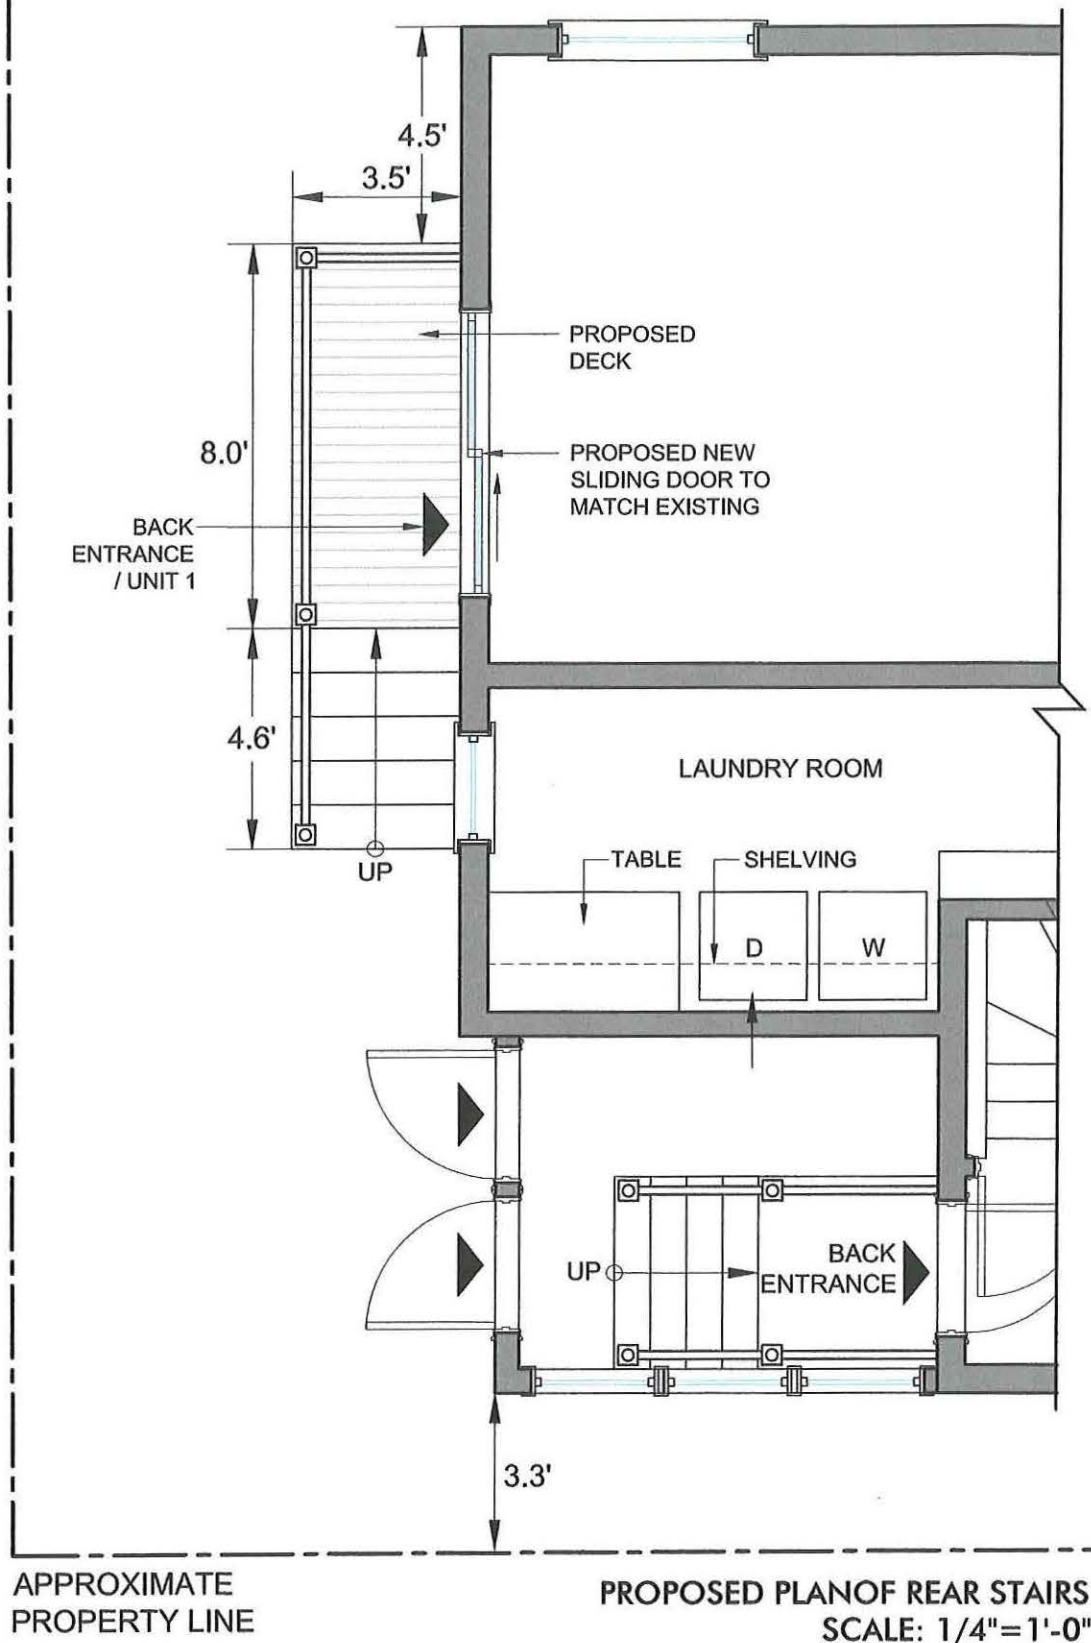 4.5'
3.5'
PROPOSED
DECK
8.0'
PROPOSED NEW
SLIDING DOOR TO
MATCH EXISTING
BACK
ENTRANCE
/ UNIT 1
4.6'
LAUNDRY ROOM
UP
TABLE
SHELVING
D
W
UP
BACK
ENTRANCE
3.3'
APPROXIMATE
PROPERTY LINE
PROPOSED PLANOF REAR STAIRS
SCALE: 1/4"=1'-0"